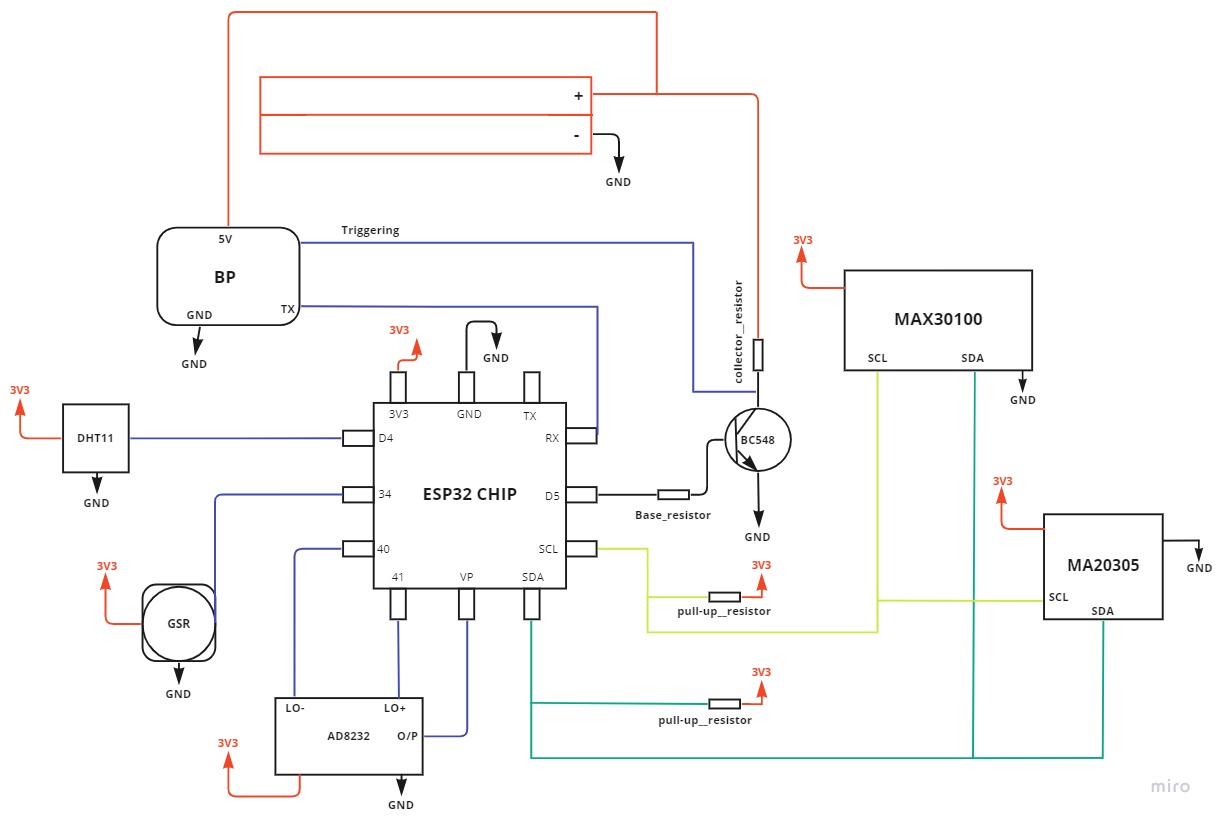 +
-
GND
Triggering
5V
BP
GND
TX
GND
collector__resistor
3V3
MAX30100
SCL
SDA
GND
3V3
GND
3V3
GND
TX
RX
D4
34
40
ESP32 CHIP
D5
SCL
41
VP
SDA
3V3
DHT11
GND
BC548
GND
Base_resistor
3V3
pull-up__resistor
3V3
MA20305
SCL
SDA
GND
3V3
GSR
GND
3V3
pull-up__resistor
LO-
LO+
AD8232
O/P
3V3
GND
miro